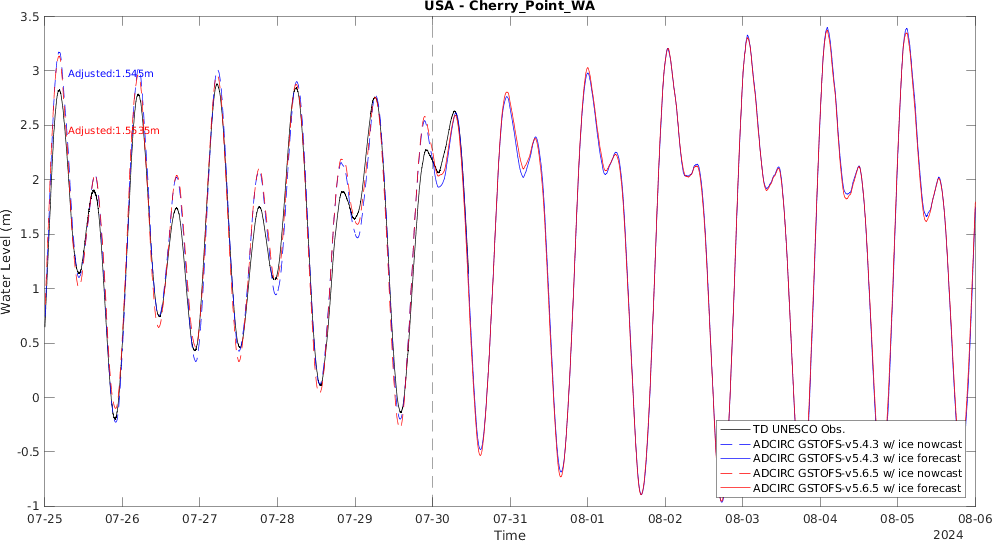 USA - Cherry_Point_WA
3.5
3
2.5
2
1.5
1
0.5
0
-0.5
-1
Water Level (m)
Adjusted:1.545m
Adjusted:1.5535m
TD UNESCO Obs.
ADCIRC GSTOFS-v5.4.3 w/ ice nowcast
ADCIRC GSTOFS-v5.4.3 w/ ice forecast
ADCIRC GSTOFS-v5.6.5 w/ ice nowcast
ADCIRC GSTOFS-v5.6.5 w/ ice forecast
07-25 07-26 07-27 07-28 07-29 07-30 07-31 08-01 08-02 08-03 08-04 08-05 08-06
Time
2024